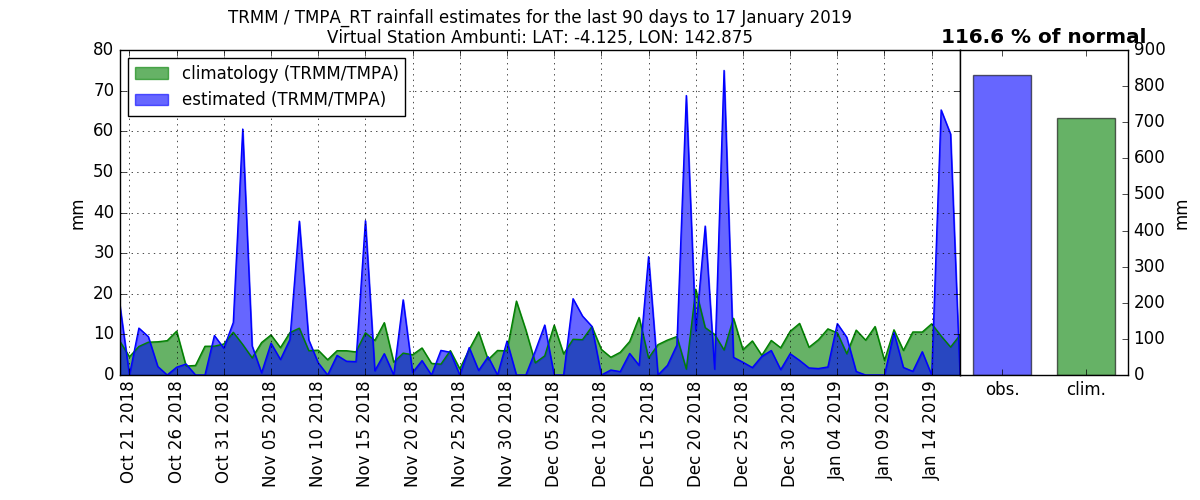 TRMM / TMPA_RT rainfall estimates for the last 90 days to 17 January 2019
Virtual Station Ambunti: LAT: -4.125, LON: 142.875
116.6 % of normal
climatology (TRMM/TMPA)
estimated (TRMM/TMPA)
80
70
60
50
40
30
20
10
0
mm
Oct 21 2018
Oct 26 2018
Oct 31 2018
Nov 05 2018
Nov 10 2018
Nov 15 2018
Nov 20 2018
Nov 25 2018
Nov 30 2018
Dec 05 2018
Dec 10 2018
Dec 15 2018
Dec 20 2018
Dec 25 2018
Dec 30 2018
Jan 04 2019
Jan 09 2019
Jan 14 2019
obs.
clim.
900
800
700
600
500
400
300
200
100
0
mm